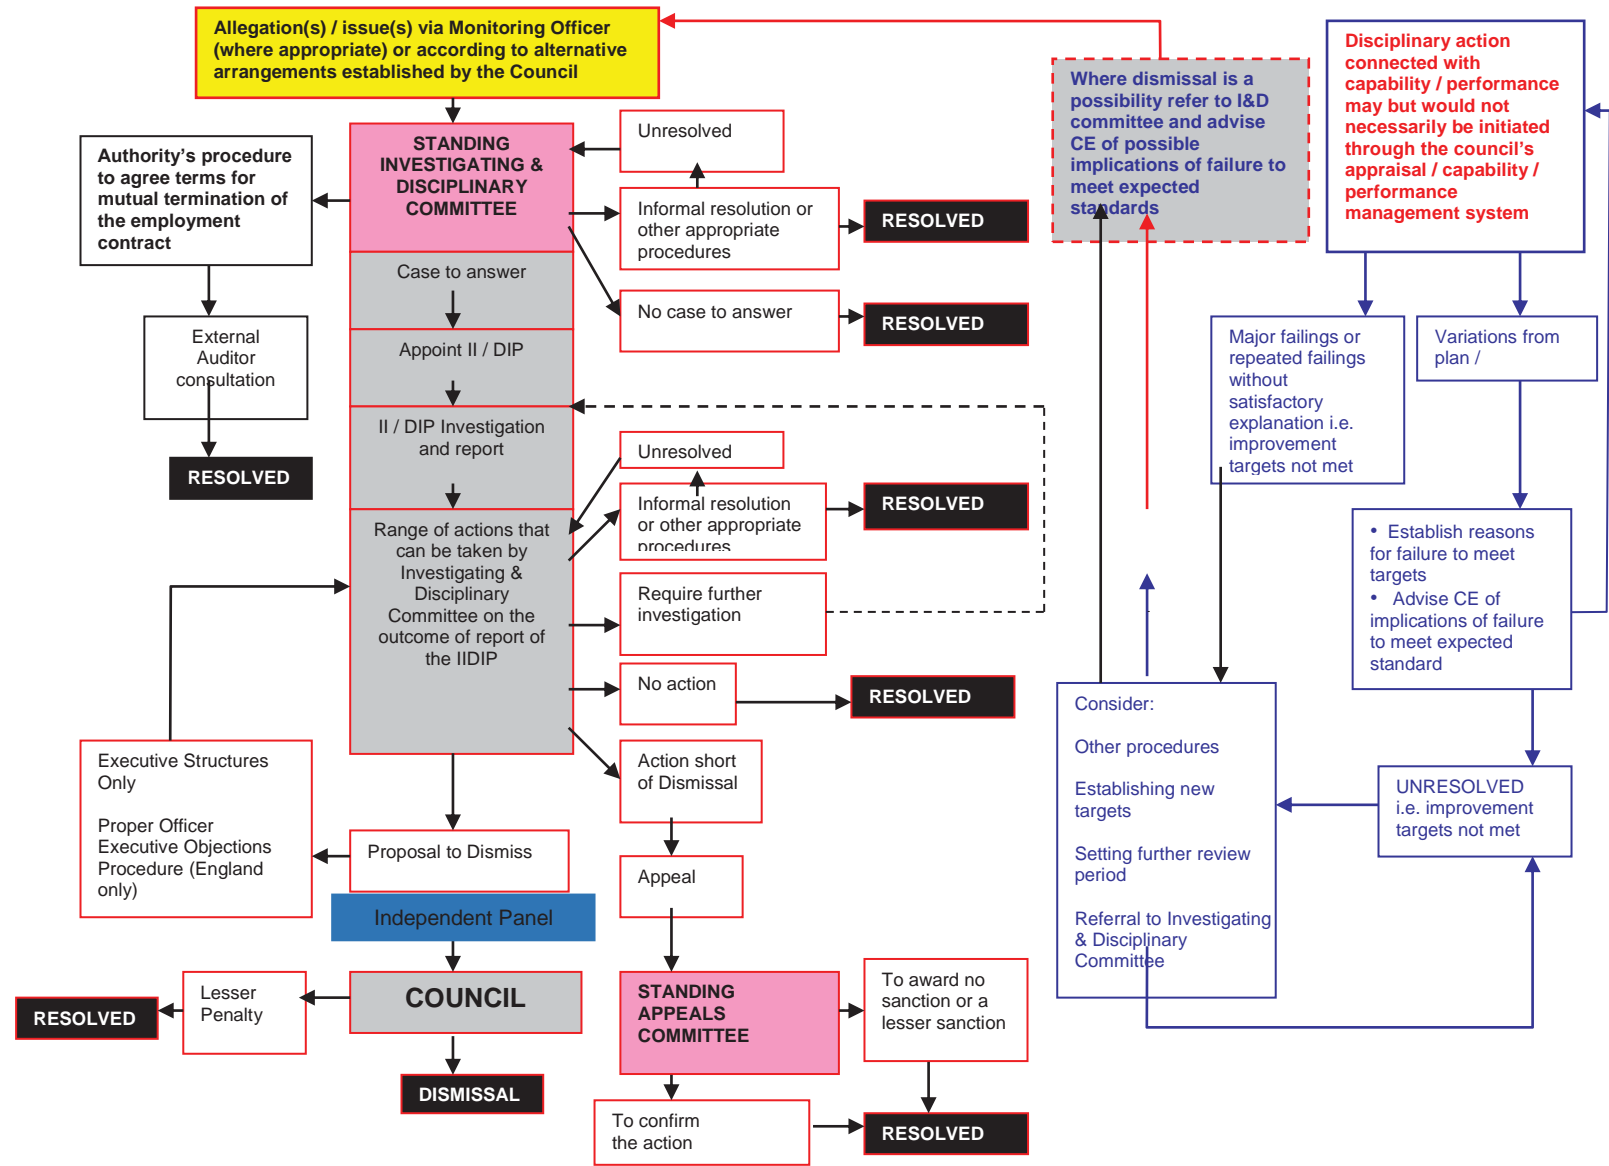 Allegation(s) / issue(s) via Monitoring Officer
(where appropriate) or according to alternative
arrangements established by the Council
STANDING
INVESTIGATING &
DISCIPLINARY
COMMITTEE
Unresolved
Informal resolution or
other appropriate
procedures
RESOLVED
No case to answer
RESOLVED
Authority’s procedure
to agree terms for
mutual termination of
the employment
contract
External
Auditor
consultation
RESOLVED
Case to answer
Appoint II / DIP
II / DIP Investigation
and report
Range of actions that
can be taken by
Investigating &
Disciplinary
Committee on the
outcome of report of
the IIDIP
Unresolved
Informal resolution
or other appropriate
procedures
RESOLVED
Require further
investigation
No action
RESOLVED
Action short
of Dismissal
Appeal
Executive Structures
Only
Proper Officer
Executive Objections
Procedure (England
only)
Proposal to Dismiss
Independent Panel
COUNCIL
Lesser
Penalty
RESOLVED
DISMISSAL
STANDING
APPEALS
COMMITTEE
To award no
sanction or a
lesser sanction
To confirm
the action
RESOLVED
Where dismissal is a
possibility refer to I&D
committee and advise
CE of possible
implications of failure to
meet expected
standards
Disciplinary action
connected with
capability / performance
may but would not
necessarily be initiated
through the council’s
appraisal / capability /
performance
management system
Major failings or
repeated failings
without
satisfactory
explanation i.e.
improvement
targets not met
Variations from
plan /
• Establish reasons
for failure to meet
targets
• Advise CE of
implications of failure
to meet expected
standard
UNRESOLVED
i.e. improvement
targets not met
Consider:
Other procedures
Establishing new
targets
Setting further review
period
Referral to Investigating
& Disciplinary
Committee